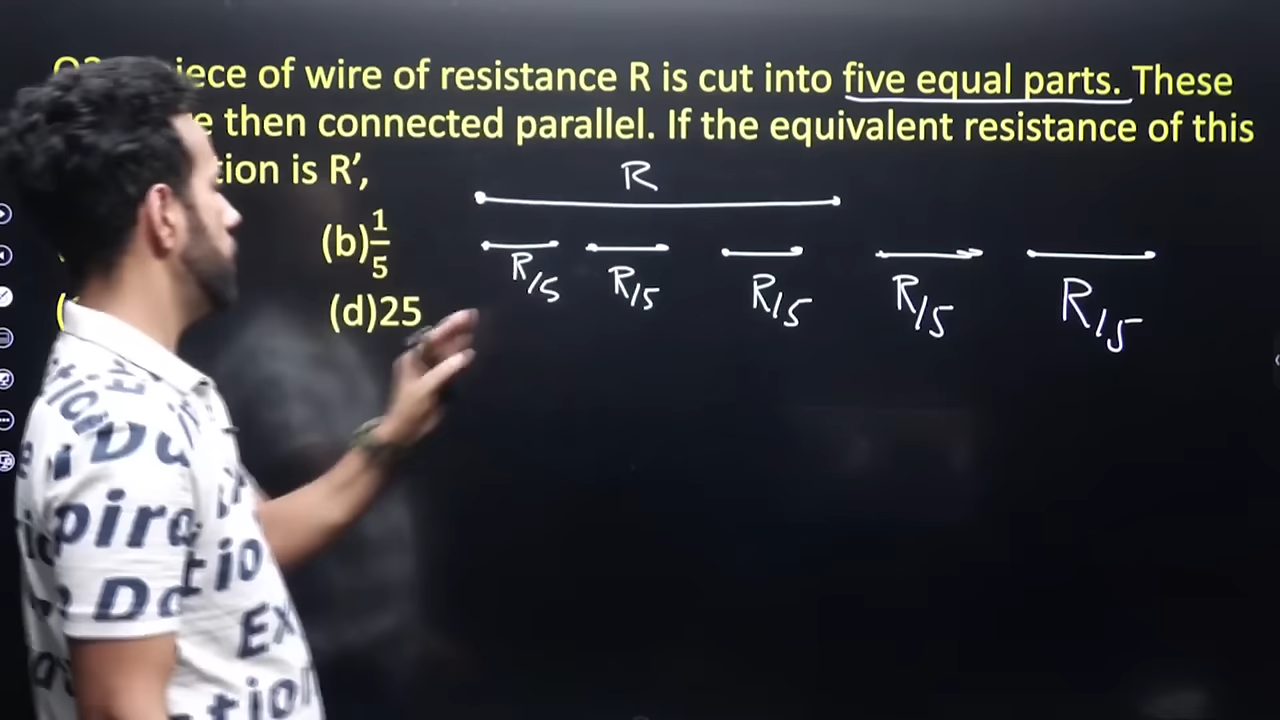 iece of wire of resistance R is cut into five equal parts. These
e then connected parallel. If the equivalent resistance of this
tion is R’,
R
(b) 1/5
R/5 R/5 R/5 R/5 R/5
(d)25